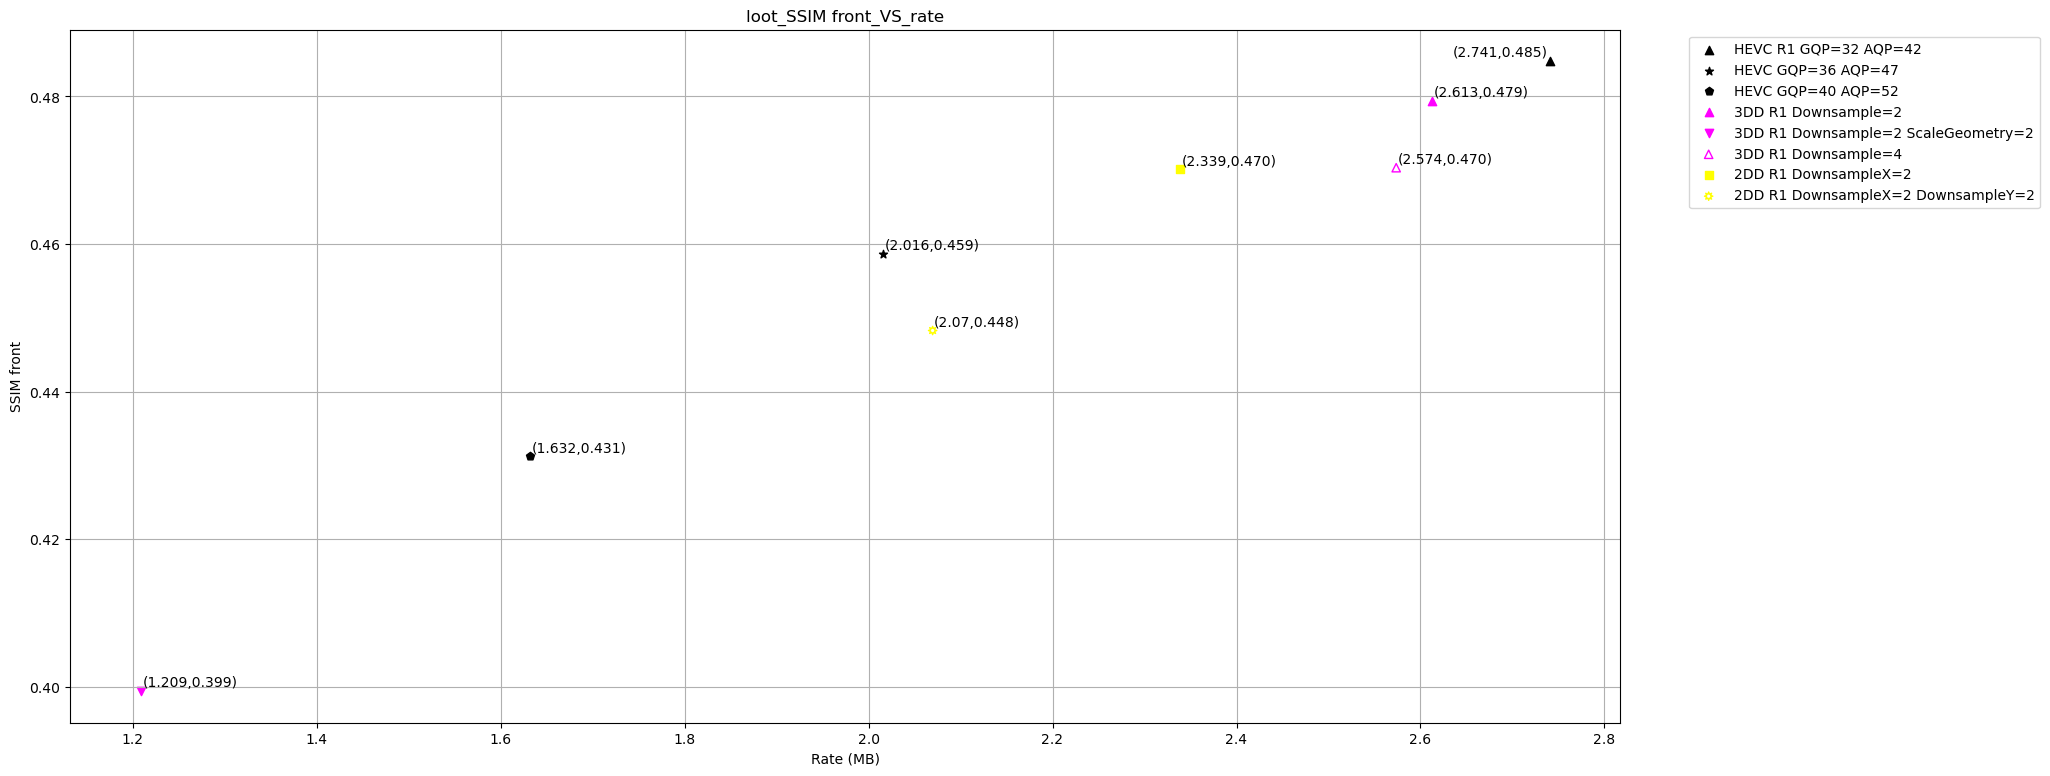 loot_SSIM front_VS_rate
(2.741,0.485)
(2.613,0.479)
(2.339,0.470)
(2.574,0.470)
(2.016,0.459)
(2.07,0.448)
(1.632,0.431)
(1.209,0.399)
0.48
0.46
0.44
0.42
0.40
SSIM front
1.2 1.4 1.6 1.8 2.0 2.2 2.4 2.6 2.8
Rate (MB)
HEVC R1 GQP=32 AQP=42
HEVC GQP=36 AQP=47
HEVC GQP=40 AQP=52
3DD R1 Downsample=2
3DD R1 Downsample=2 ScaleGeometry=2
3DD R1 Downsample=4
2DD R1 DownsampleX=2
2DD R1 DownsampleX=2 DownsampleY=2